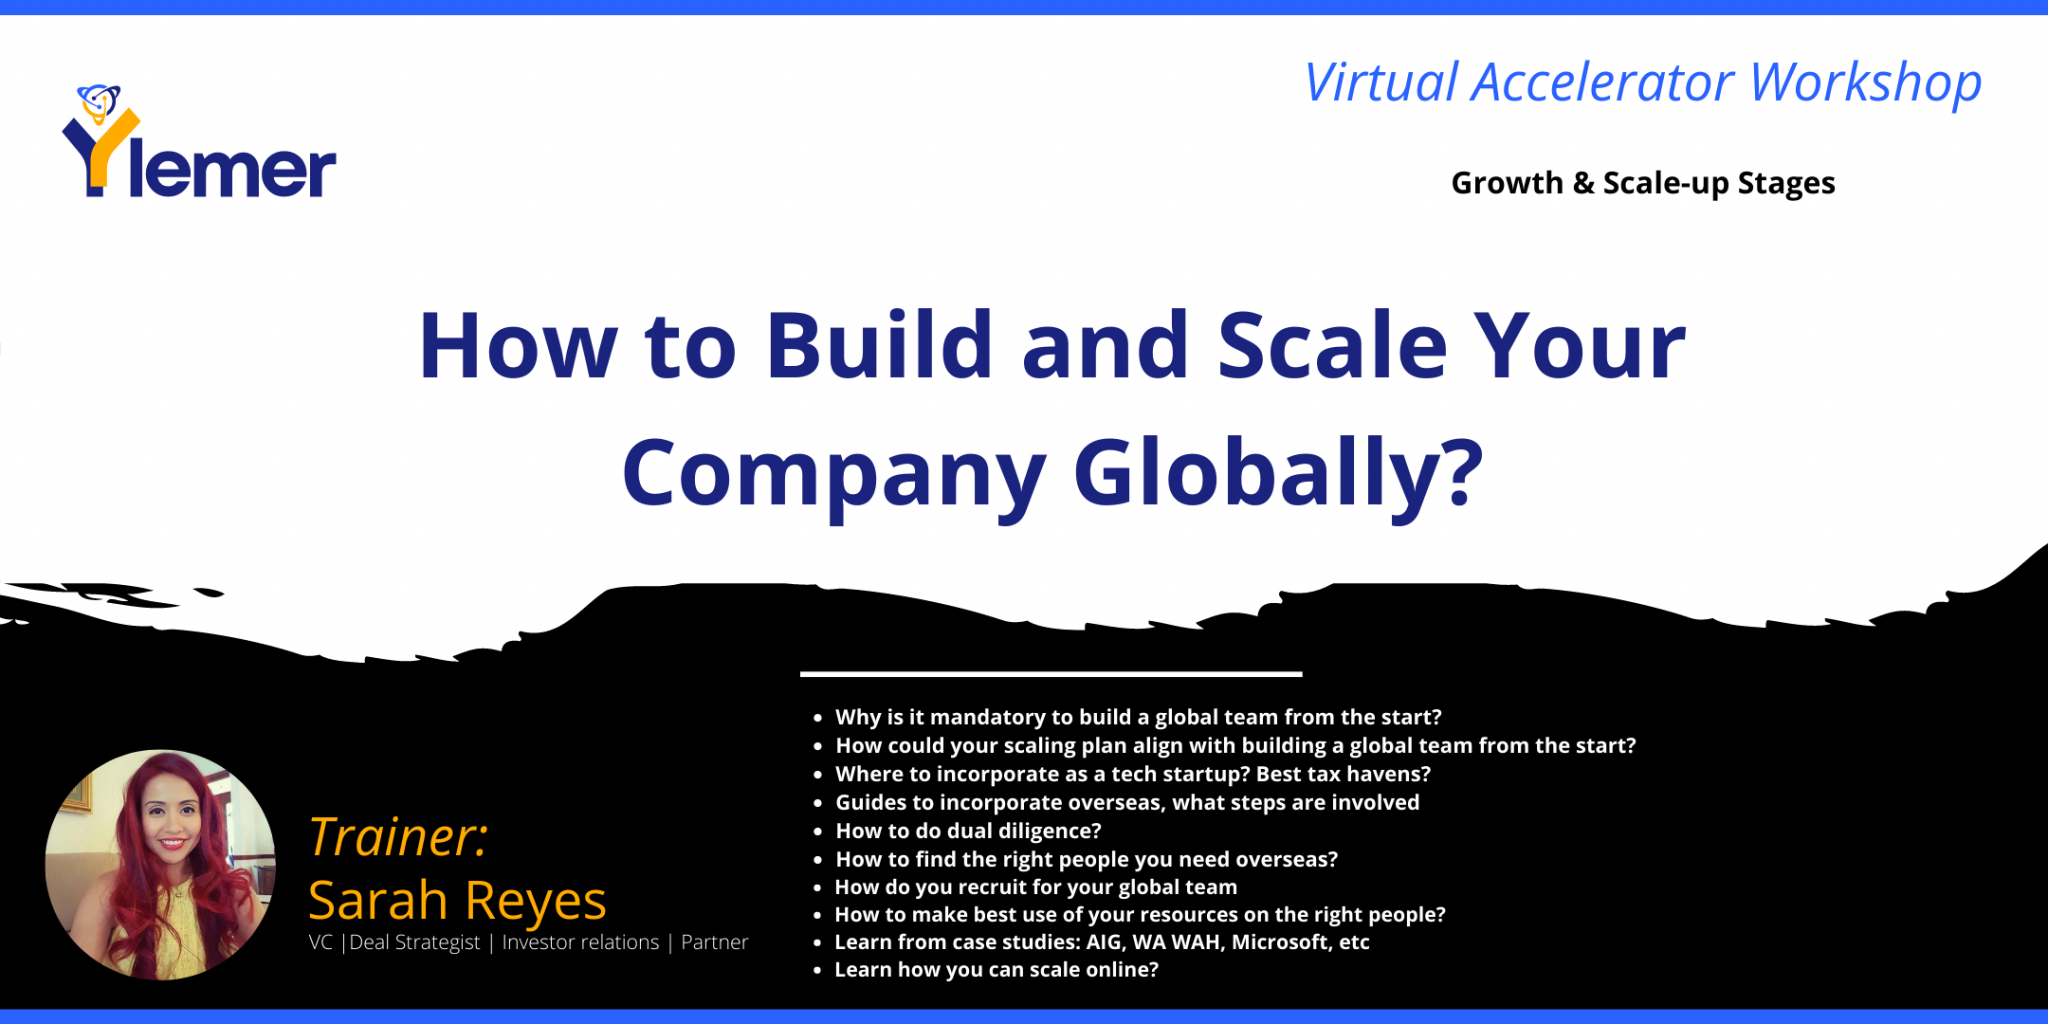 Ylemer
Virtual Accelerator Workshop
Growth & Scale-up Stages
How to Build and Scale Your
Company Globally?
Trainer:
Sarah Reyes
VC |Deal Strategist | Investor relations | Partner
• Why is it mandatory to build a global team from the start?
• How could your scaling plan align with building a global team from the start?
• Where to incorporate as a tech startup? Best tax havens?
• Guides to incorporate overseas, what steps are involved
• How to do dual diligence?
• How to find the right people you need overseas?
• How do you recruit for your global team
• How to make best use of your resources on the right people?
• Learn from case studies: AIG, WA WAH, Microsoft, etc
• Learn how you can scale online?